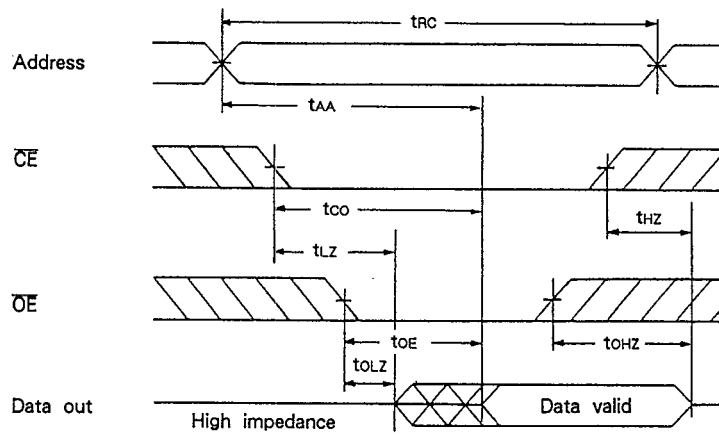 tRC
Address
tAA
CE
tCO
tHZ
tLZ
OE
tOE
tOHZ
tOLZ
Data out
High impedance
Data valid